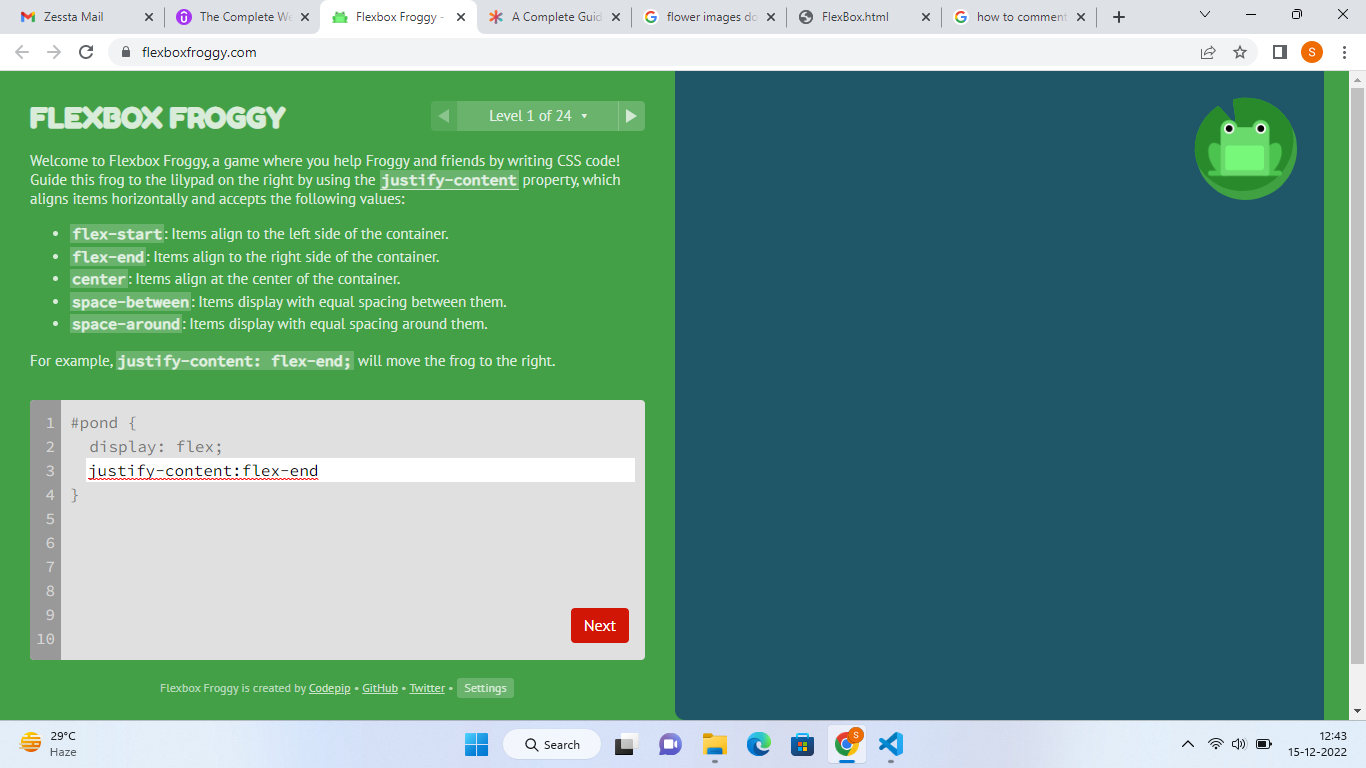 Zessta Mail
The Complete We
Flexbox Froggy -
A Complete Guid
flower images do
FlexBox.html
how to comment
flexboxfroggy.com
S
FLEXBOX FROGGY
Level 1 of 24
Welcome to Flexbox Froggy, a game where you help Froggy and friends by writing CSS code!
Guide this frog to the lilypad on the right by using the justify-content property, which
aligns items horizontally and accepts the following values:
• flex-start: Items align to the left side of the container.
• flex-end: Items align to the right side of the container.
• center: Items align at the center of the container.
• space-between: Items display with equal spacing between them.
• space-around: Items display with equal spacing around them.
For example, justify-content: flex-end; will move the frog to the right.
1 #pond {
2 display: flex;
3 justify-content:flex-end
4 }
5
6
7
8
9
10
Next
Flexbox Froggy is created by Codepip • GitHub • Twitter • Settings
29°C
Haze
Search
S
12:43
15-12-2022